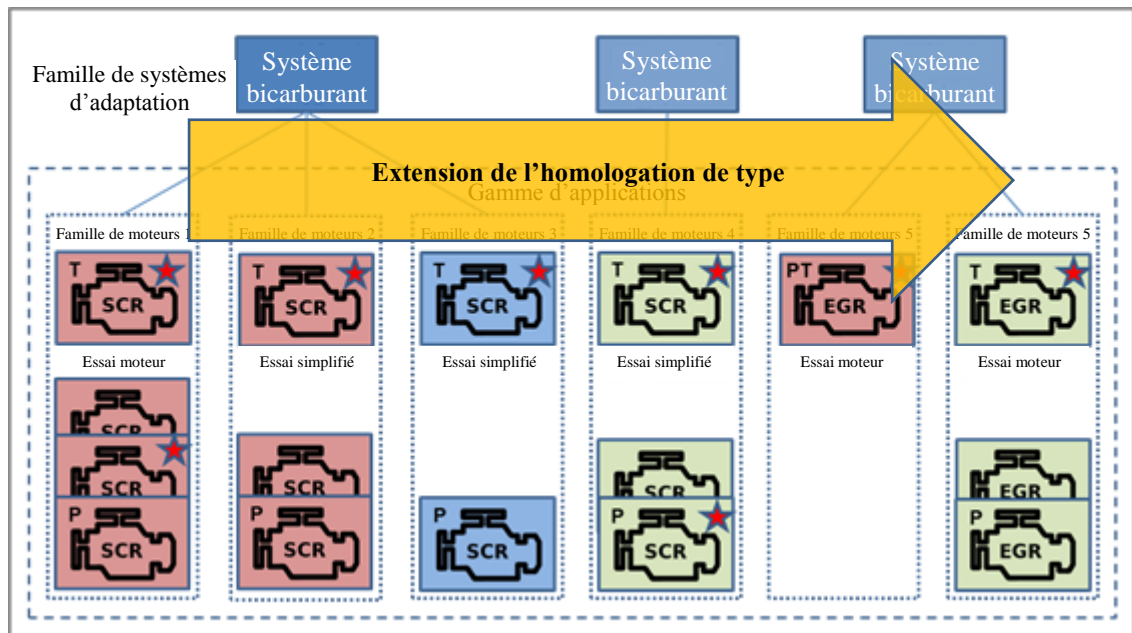 Famille de systèmes
d'adaptation
Système
bicarburant
Système
bicarburant
Système
bicarburant
Extension de l'homologation de type
Gamme d'applications
Famille de moteurs 1
Famille de moteurs 2
Famille de moteurs 3
Famille de moteurs 4
Famille de moteurs 5
Famille de moteurs 5
T
SCR
T
SCR
T
SCR
T
SCR
PT
EGR
T
EGR
Essai moteur
Essai simplifié
Essai simplifié
Essai simplifié
Essai moteur
Essai moteur
SCR
SCR
SCR
SCR
EGR
P
SCR
P
SCR
P
SCR
P
SCR
P
EGR